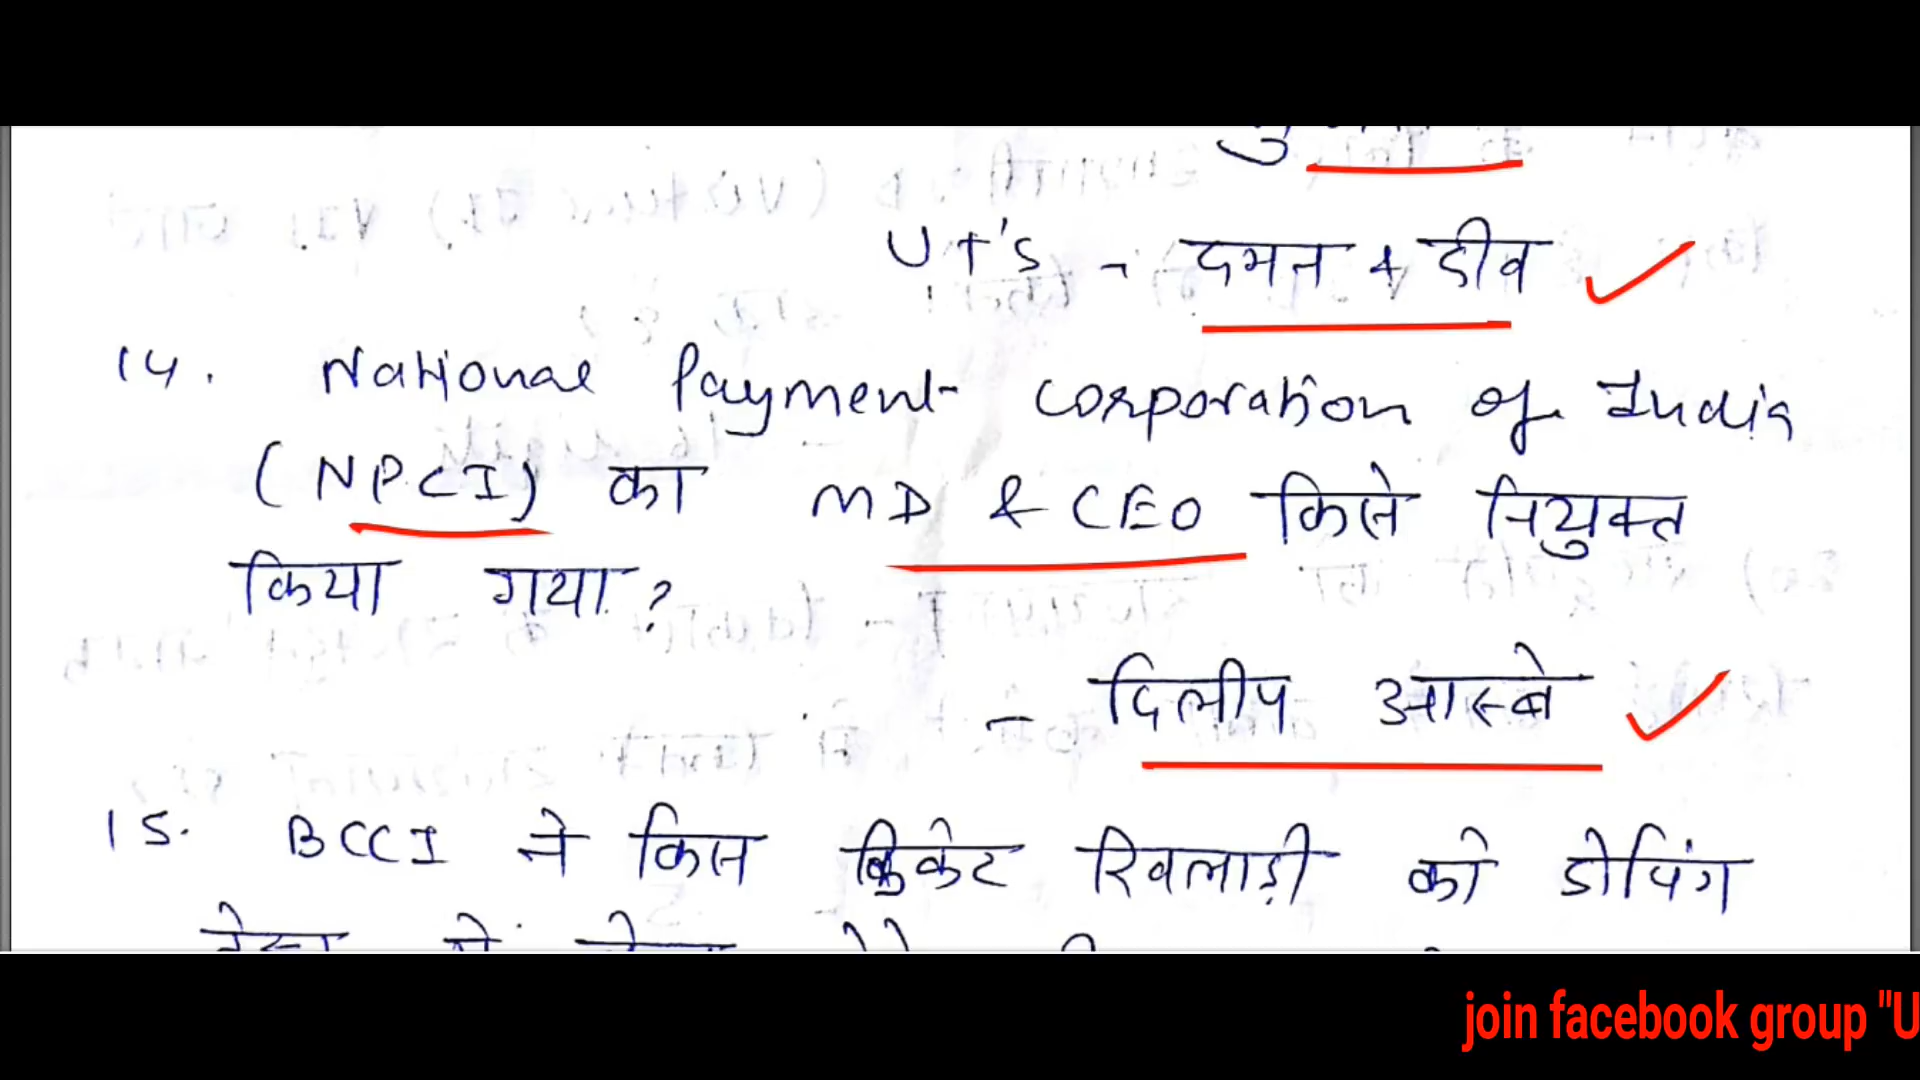 UT's - दमन & डीव
14. National Payment Corporation of India
(NPCI) का MD & CEO किसे नियुक्त
किया गया?
- दिलीप आस्बे
15. BCCI ने किस क्रिकेट खिलाड़ी को डोपिंग
join facebook group "U